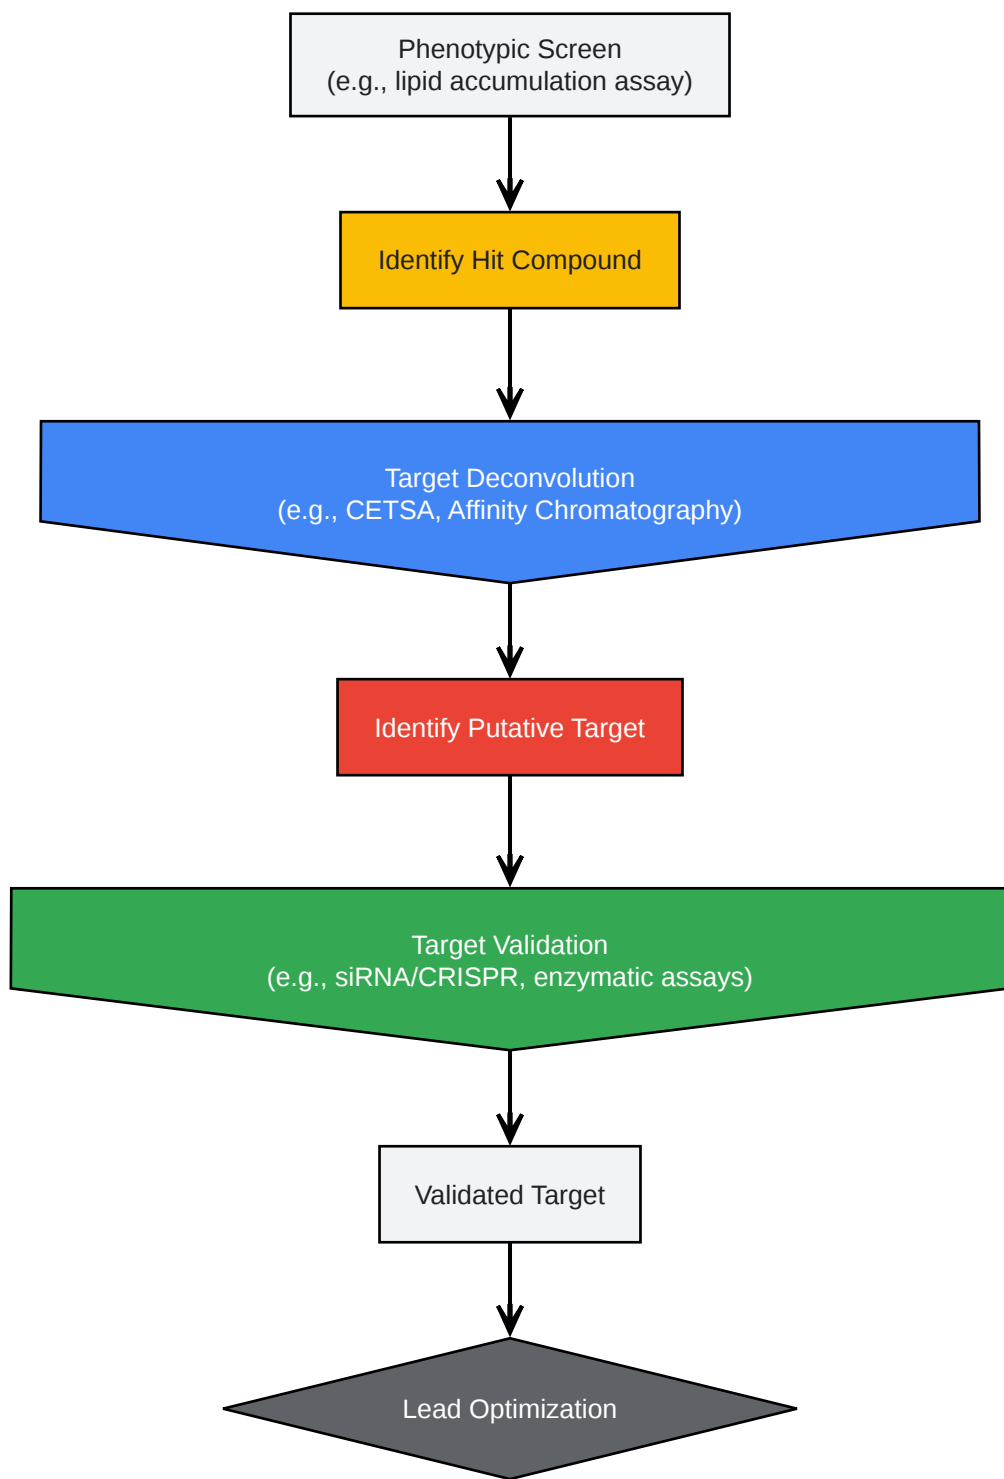 Phenotypic Screen
(e.g., lipid accumulation assay)
Identify Hit Compound
Target Deconvolution
(e.g., CETSA, Affinity Chromatography)
Identify Putative Target
Target Validation
(e.g., siRNA/CRISPR, enzymatic assays)
Validated Target
Lead Optimization